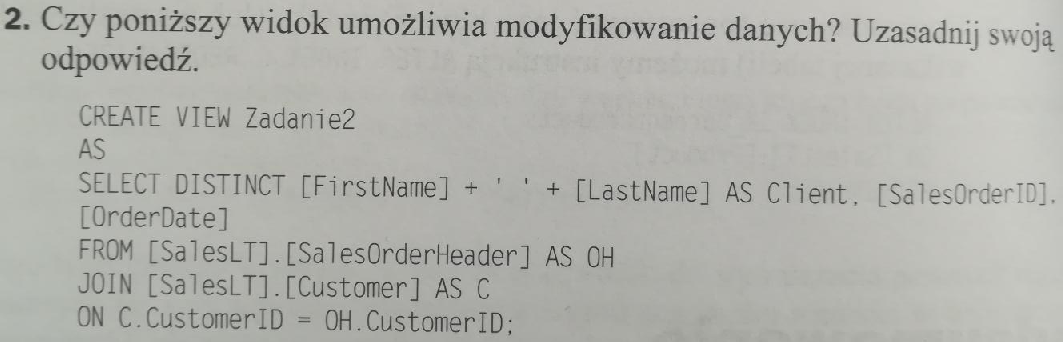 2. Czy poniższy widok umożliwia modyfikowanie danych? Uzasadnij swoją
odpowiedź.
CREATE VIEW Zadanie2
AS
SELECT DISTINCT [FirstName] + ' ' + [LastName] AS Client, [SalesOrderID],
[OrderDate]
FROM [SalesLT].[SalesOrderHeader] AS OH
JOIN [SalesLT].[Customer] AS C
ON C.CustomerID = OH.CustomerID;